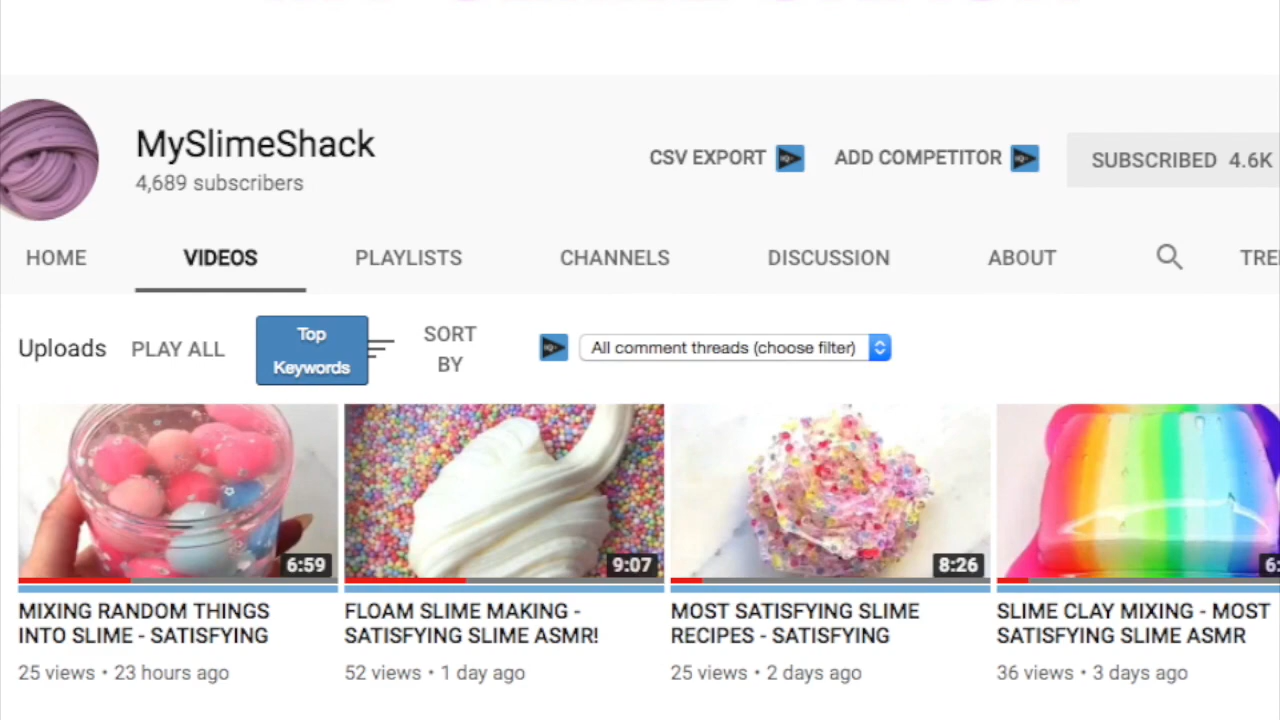 MySlimeShack
4,689 subscribers
CSV EXPORT
ADD COMPETITOR
SUBSCRIBED 4.6K
HOME
VIDEOS
PLAYLISTS
CHANNELS
DISCUSSION
ABOUT
Uploads
PLAY ALL
Top
Keywords
SORT
BY
All comment threads (choose filter)
6:59
9:07
8:26
MIXING RANDOM THINGS
INTO SLIME - SATISFYING
25 views • 23 hours ago
FLOAM SLIME MAKING -
SATISFYING SLIME ASMR!
52 views • 1 day ago
MOST SATISFYING SLIME
RECIPES - SATISFYING
25 views • 2 days ago
SLIME CLAY MIXING - MOST
SATISFYING SLIME ASMR
36 views • 3 days ago